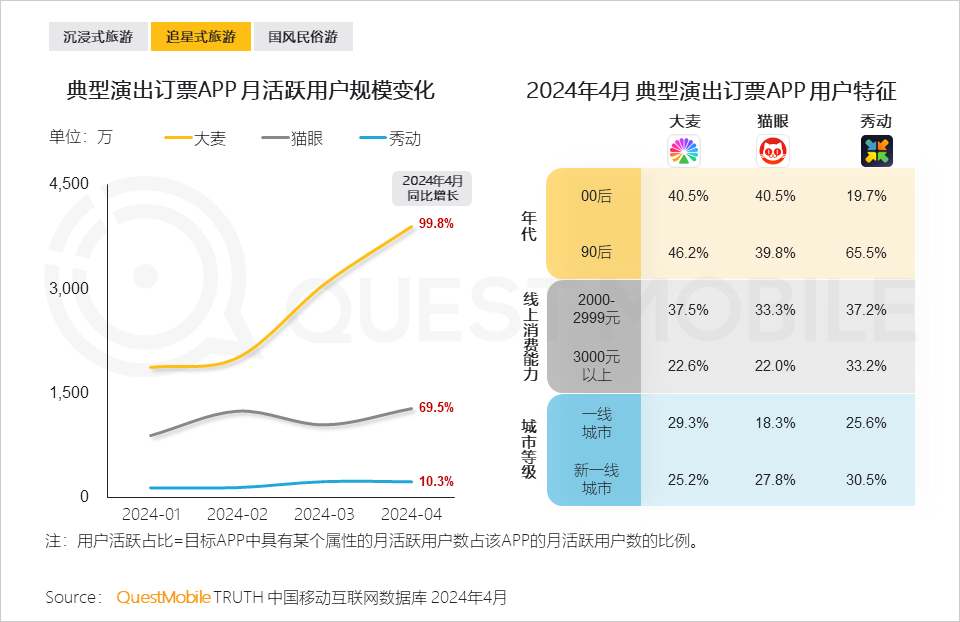 沉浸式旅游 追星式旅游 国风民俗游
典型演出订票APP月活跃用户规模变化
单位：万 大麦 猫眼 秀动
2024年4月
同比增长
4,500
3,000
1,500
0
99.8%
69.5%
10.3%
2024-01 2024-02 2024-03 2024-04
2024年4月 典型演出订票APP 用户特征
大麦 猫眼 秀动
年代
00后 40.5% 40.5% 19.7%
90后 46.2% 39.8% 65.5%
线上消费能力
2000-
2999元 37.5% 33.3% 37.2%
3000元
以上 22.6% 22.0% 33.2%
城市等级
一线
城市 29.3% 18.3% 25.6%
新一线
城市 25.2% 27.8% 30.5%
QUESTMOBILE
注：用户活跃占比=目标APP中具有某个属性的月活跃用户数占该APP的月活跃用户数的比例。
Source： QuestMobile TRUTH 中国移动互联网数据库 2024年4月